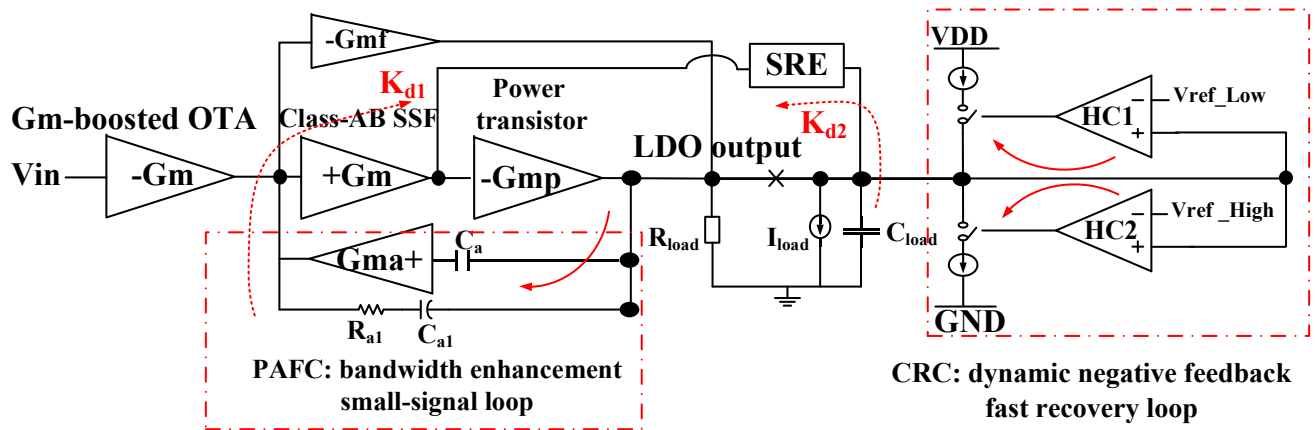 -Gmf
VDD
SRE
Kd1
Power
transistor
Gm-boosted OTA
Class-AB SSF
Kd2
HC1
Vref_Low
LDO output
Vin
-Gm
+Gm
-Gmp
Vref _High
HC2
Rload
Iload
Cload
Gma+
Ca
Ra1
Ca1
GND
PAFC: bandwidth enhancement
small-signal loop
CRC: dynamic negative feedback
fast recovery loop